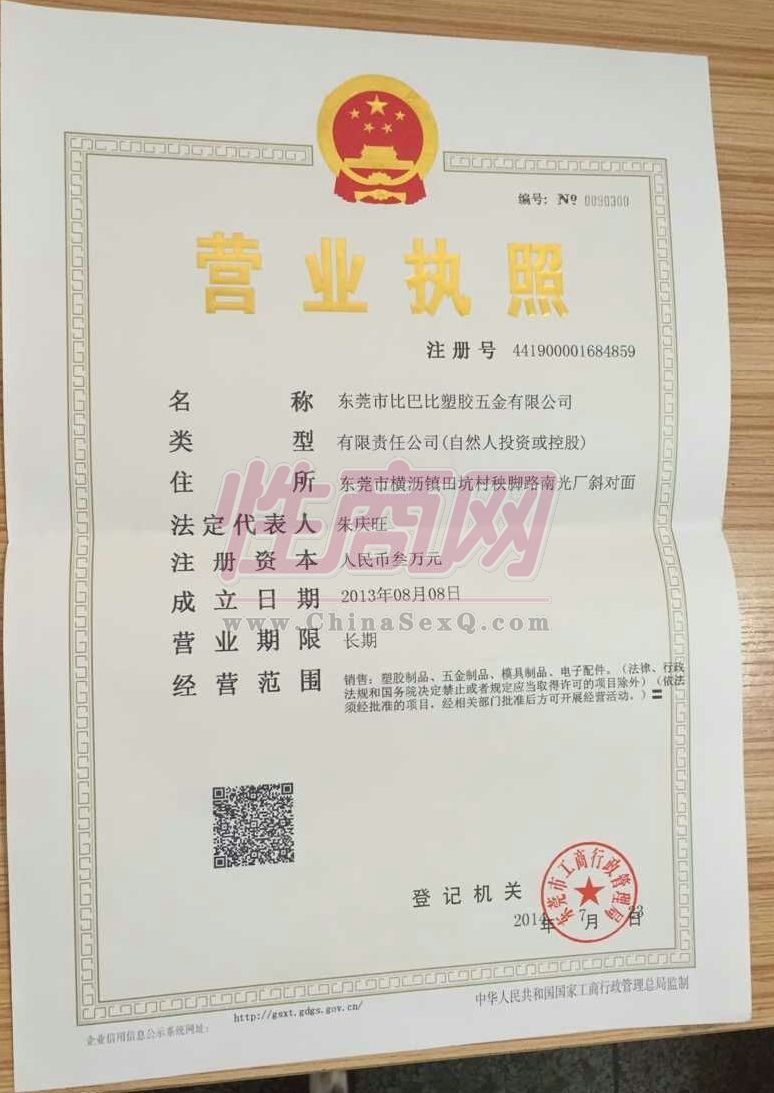 编号: № 0090300
营业执照
注册号 441900001684859
名称 东莞市比巴比塑胶五金有限公司
类型 有限责任公司(自然人投资或控股)
住所 东莞市横沥镇田坑村秧脚路南光厂斜对面
性商网
法定代表人 朱庆旺
注册资本 人民币叁万元
成立日期 2013年08月08日
www.ChinaSexQ.com
营业期限 长期
经营范围 销售：塑胶制品、五金制品、模具制品、电子配件。（法律、行政
法规和国务院决定禁止或者规定应当取得许可的项目除外）（依法
须经批准的项目，经相关部门批准后方可开展经营活动。）〓
东莞市工商行政管理局
登记机关
2014年7月23日
企业信用信息公示系统网址: http://gsxt.gdgs.gov.cn/
中华人民共和国国家工商行政管理总局监制